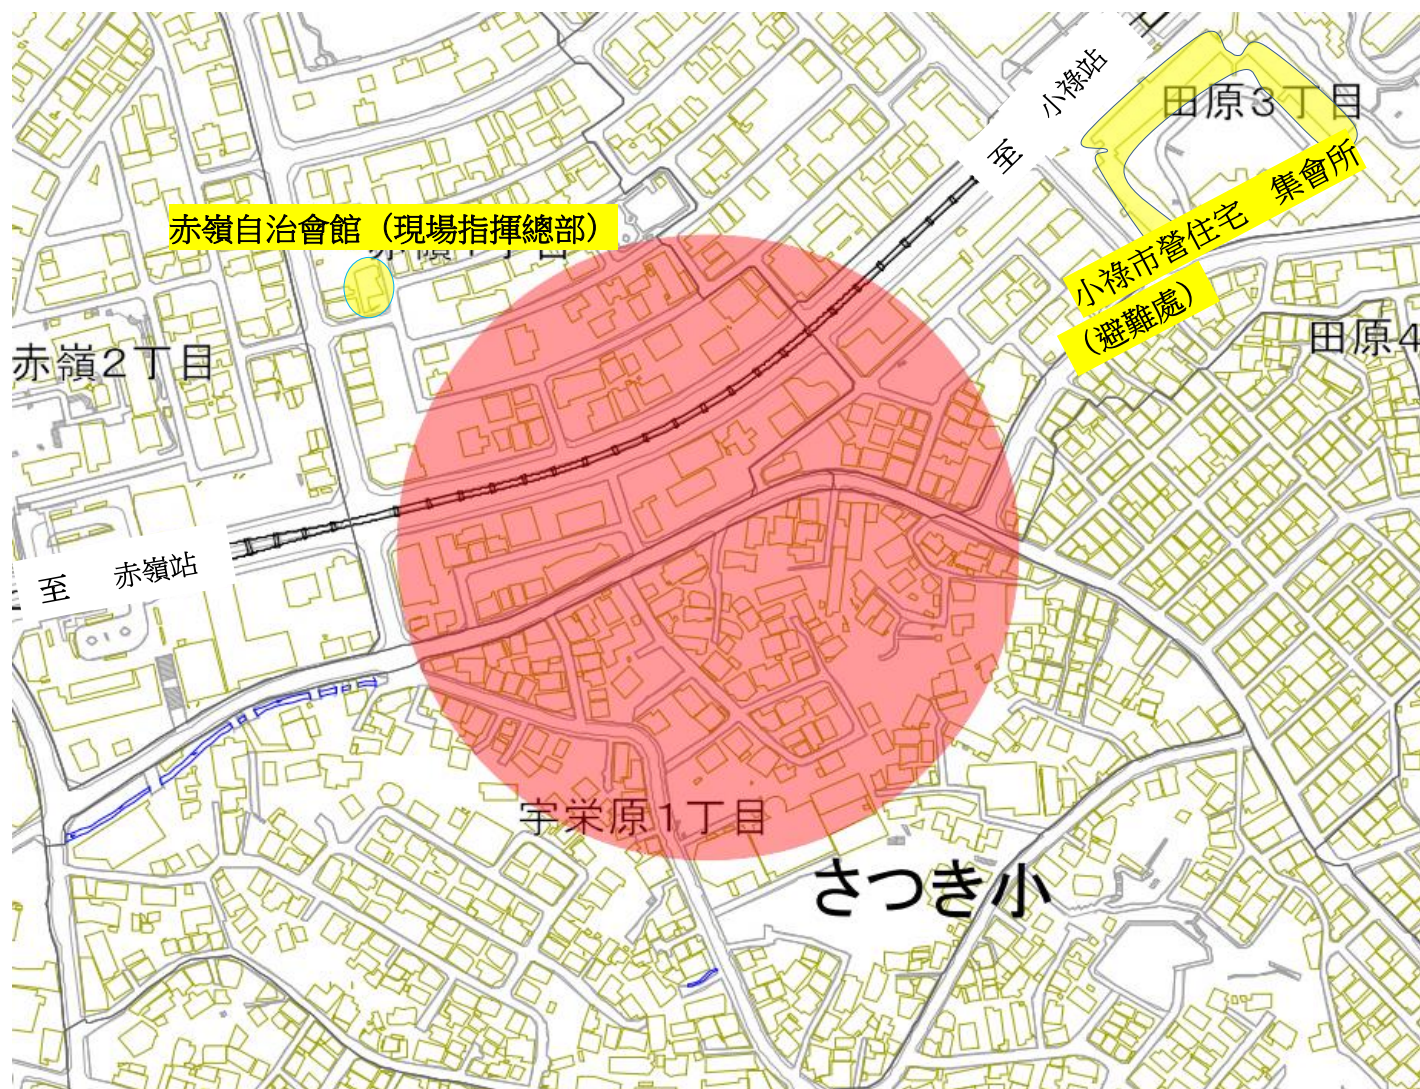 至 小祿站
田原3丁目
赤嶺自治會館（現場指揮總部）
小祿市營住宅 集會所
（避難處）
赤嶺2丁目
田原4
至 赤嶺站
宇栄原1丁目
さつき小